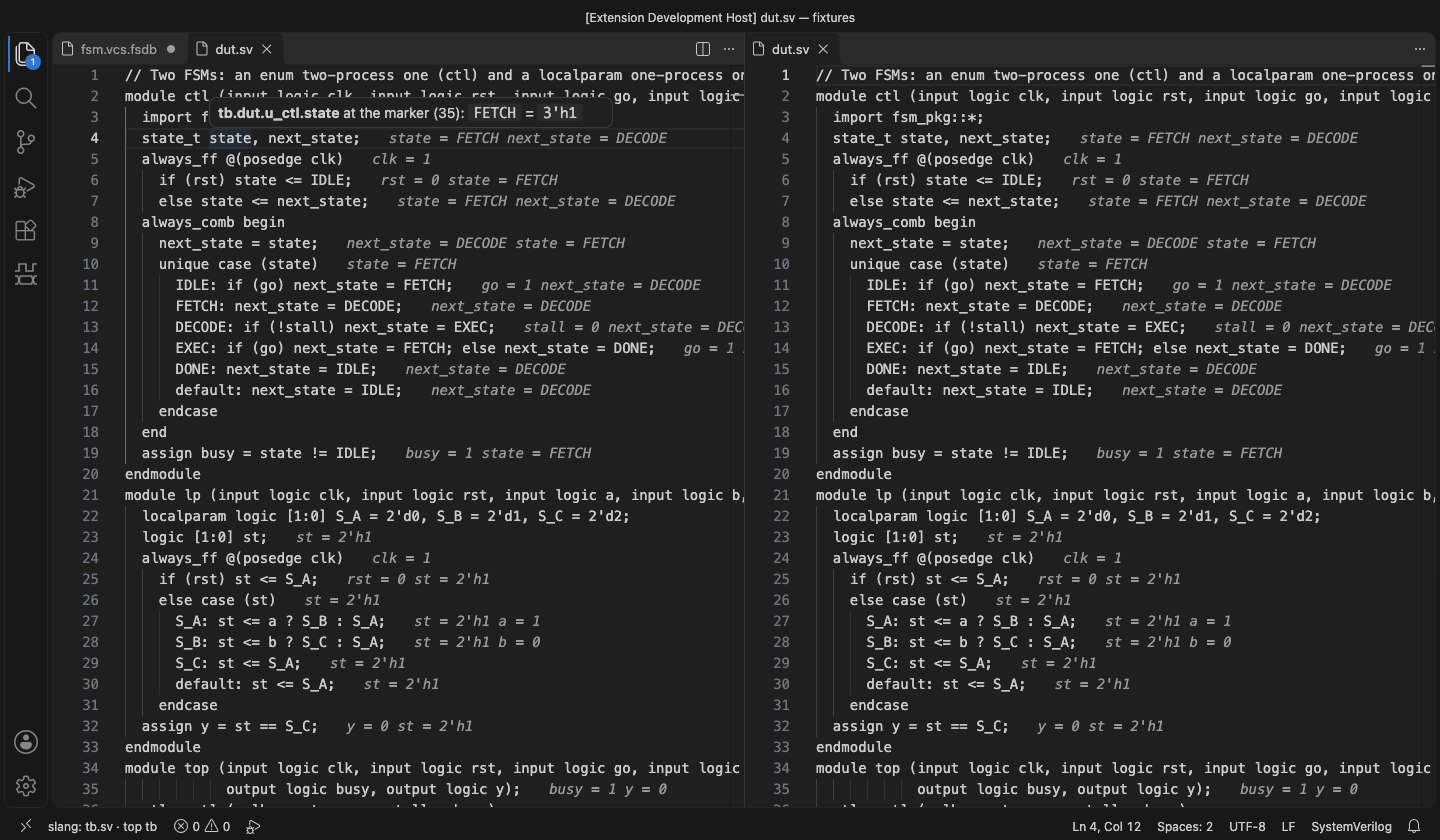 [Extension Development Host] dut.sv — fixtures
fsm.vcs.fsdb
dut.sv
1 // Two FSMs: an enum two-process one (ctl) and a localparam one-process
2 module ctl (input logic clk, input logic rst, input logic go, input logic
tb.dut.u_ctl.state at the marker (35): FETCH = 3'h1
3 import f
4 state_t state, next_state; state = FETCH next_state = DECODE
5 always_ff @(posedge clk) clk = 1
6 if (rst) state <= IDLE; rst = 0 state = FETCH
7 else state <= next_state; state = FETCH next_state = DECODE
8 always_comb begin
9 next_state = state; next_state = DECODE state = FETCH
10 unique case (state) state = FETCH
11 IDLE: if (go) next_state = FETCH; go = 1 next_state = DECODE
12 FETCH: next_state = DECODE; next_state = DECODE
13 DECODE: if (!stall) next_state = EXEC; stall = 0 next_state = DEC
14 EXEC: if (go) next_state = FETCH; else next_state = DONE; go = 1
15 DONE: next_state = IDLE; next_state = DECODE
16 default: next_state = IDLE; next_state = DECODE
17 endcase
18 end
19 assign busy = state != IDLE; busy = 1 state = FETCH
20 endmodule
21 module lp (input logic clk, input logic rst, input logic a, input logic b,
22 localparam logic [1:0] S_A = 2'd0, S_B = 2'd1, S_C = 2'd2;
23 logic [1:0] st; st = 2'h1
24 always_ff @(posedge clk) clk = 1
25 if (rst) st <= S_A; rst = 0 st = 2'h1
26 else case (st) st = 2'h1
27 S_A: st <= a ? S_B : S_A; st = 2'h1 a = 1
28 S_B: st <= b ? S_C : S_A; st = 2'h1 b = 0
29 S_C: st <= S_A; st = 2'h1
30 default: st <= S_A; st = 2'h1
31 endcase
32 assign y = st == S_C; y = 0 st = 2'h1
33 endmodule
34 module top (input logic clk, input logic rst, input logic go, input logic
35 output logic busy, output logic y); busy = 1 y = 0
dut.sv
1 // Two FSMs: an enum two-process one (ctl) and a localparam one-process
2 module ctl (input logic clk, input logic rst, input logic go, input logic
3 import fsm_pkg::*;
4 state_t state, next_state; state = FETCH next_state = DECODE
5 always_ff @(posedge clk) clk = 1
6 if (rst) state <= IDLE; rst = 0 state = FETCH
7 else state <= next_state; state = FETCH next_state = DECODE
8 always_comb begin
9 next_state = state; next_state = DECODE state = FETCH
10 unique case (state) state = FETCH
11 IDLE: if (go) next_state = FETCH; go = 1 next_state = DECODE
12 FETCH: next_state = DECODE; next_state = DECODE
13 DECODE: if (!stall) next_state = EXEC; stall = 0 next_state = DEC
14 EXEC: if (go) next_state = FETCH; else next_state = DONE; go = 1
15 DONE: next_state = IDLE; next_state = DECODE
16 default: next_state = IDLE; next_state = DECODE
17 endcase
18 end
19 assign busy = state != IDLE; busy = 1 state = FETCH
20 endmodule
21 module lp (input logic clk, input logic rst, input logic a, input logic b,
22 localparam logic [1:0] S_A = 2'd0, S_B = 2'd1, S_C = 2'd2;
23 logic [1:0] st; st = 2'h1
24 always_ff @(posedge clk) clk = 1
25 if (rst) st <= S_A; rst = 0 st = 2'h1
26 else case (st) st = 2'h1
27 S_A: st <= a ? S_B : S_A; st = 2'h1 a = 1
28 S_B: st <= b ? S_C : S_A; st = 2'h1 b = 0
29 S_C: st <= S_A; st = 2'h1
30 default: st <= S_A; st = 2'h1
31 endcase
32 assign y = st == S_C; y = 0 st = 2'h1
33 endmodule
34 module top (input logic clk, input logic rst, input logic go, input logic
35 output logic busy, output logic y); busy = 1 y = 0
1
slang: tb.sv · top tb 0 0 Ln 4, Col 12 Spaces: 2 UTF-8 LF SystemVerilog